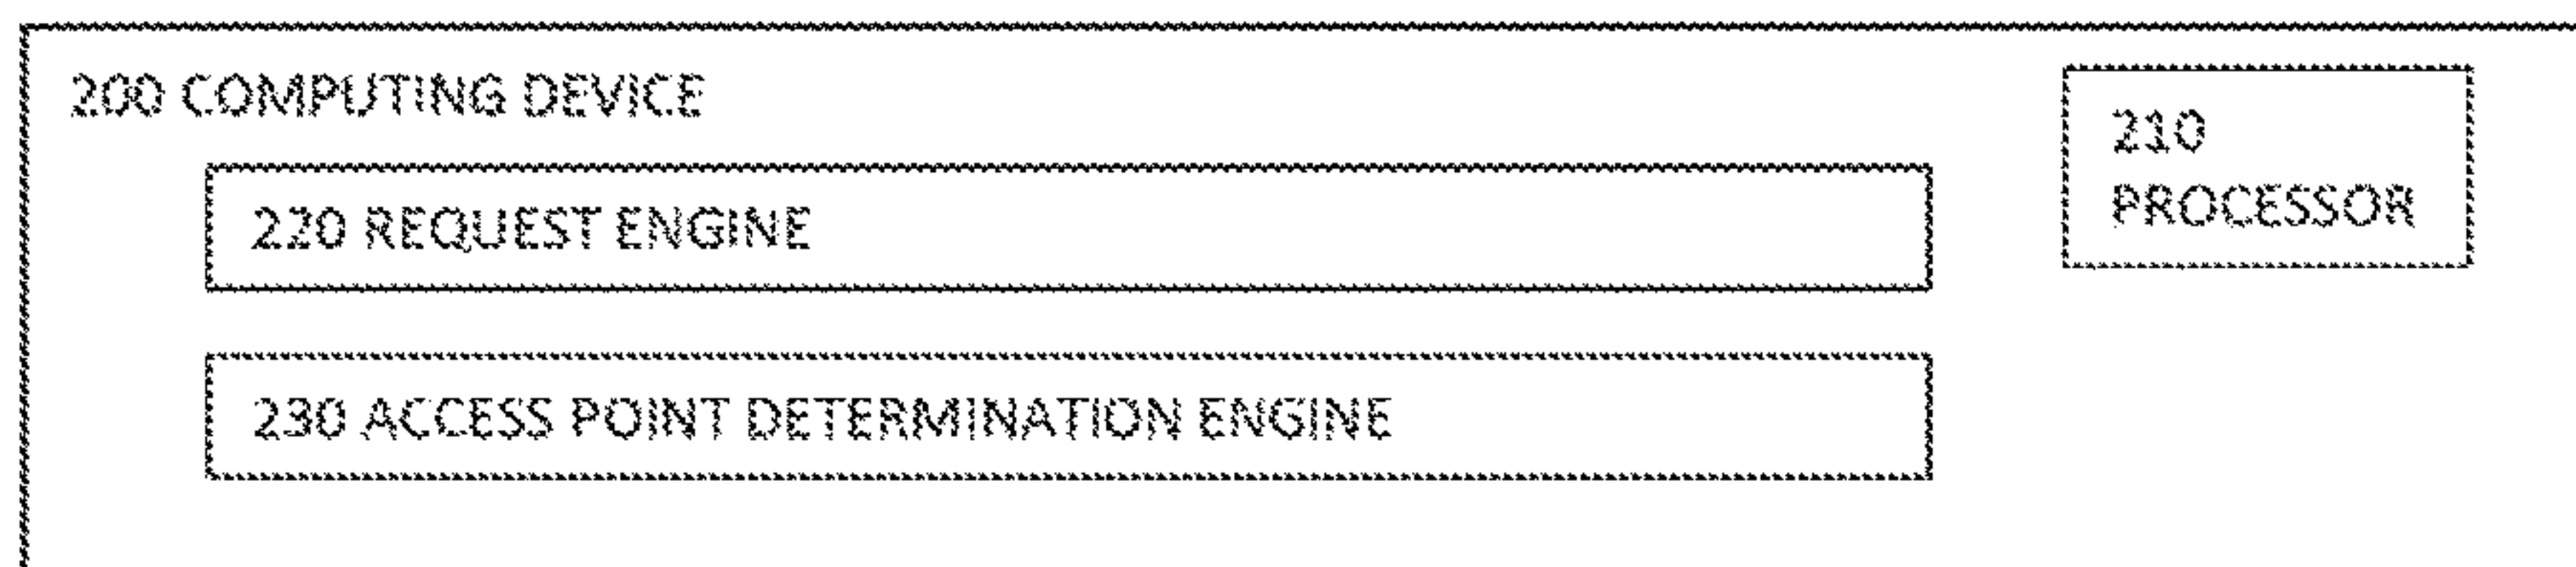 200 COMPUTING DEVICE
210
PROCESSOR
220 REQUEST ENGINE
230 ACCESS POINT DETERMINATION ENGINE